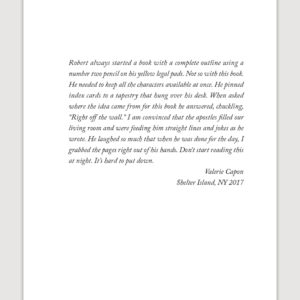 Robert always started a book with a complete outline using a
number two pencil on his yellow legal pads. Not so with this book.
He needed to keep all the characters available at once. He pinned
index cards to a tapestry that hung over his desk. When asked
where the idea came from for this book he answered, chuckling,
"Right off the wall." I am convinced that the apostles filled our
living room and were feeding him straight lines and jokes as he
wrote. He laughed so much that when he was done for the day, I
grabbed the pages right out of his hands. Don't start reading this
at night. It's hard to put down.
Valerie Capon
Shelter Island, NY 2017